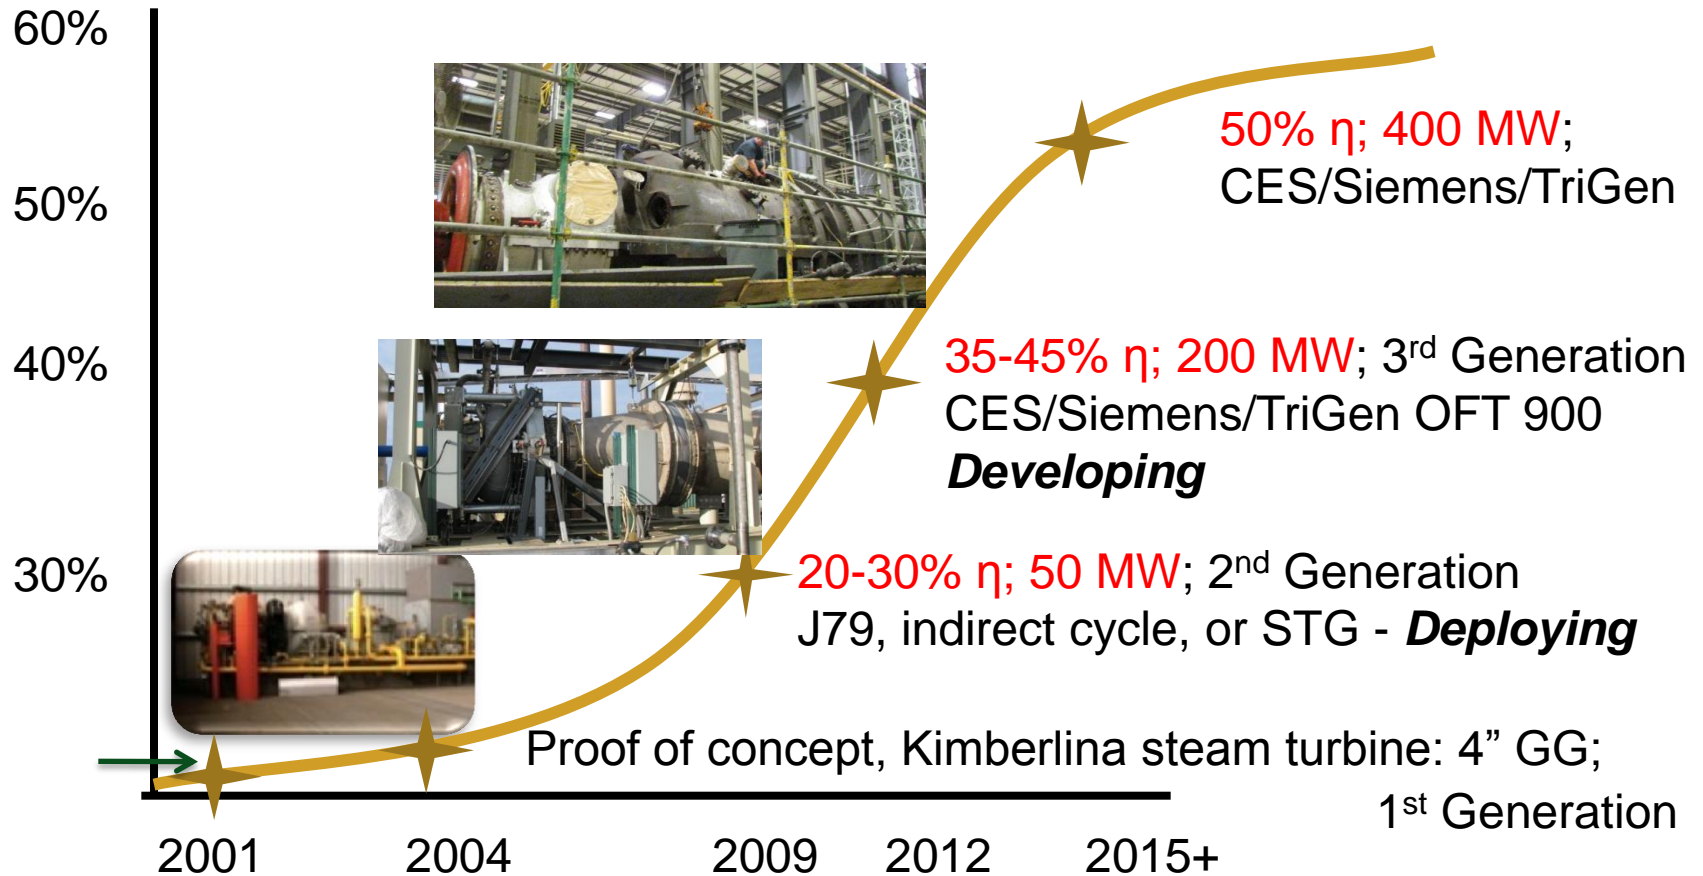 60%
50% η; 400 MW;
CES/Siemens/TriGen
50%
40%
35-45% η; 200 MW; 3rd Generation
CES/Siemens/TriGen OFT 900
Developing
30%
20-30% η; 50 MW; 2nd Generation
J79, indirect cycle, or STG - Deploying
Proof of concept, Kimberlina steam turbine: 4” GG;
1st Generation
2001 2004 2009 2012 2015+